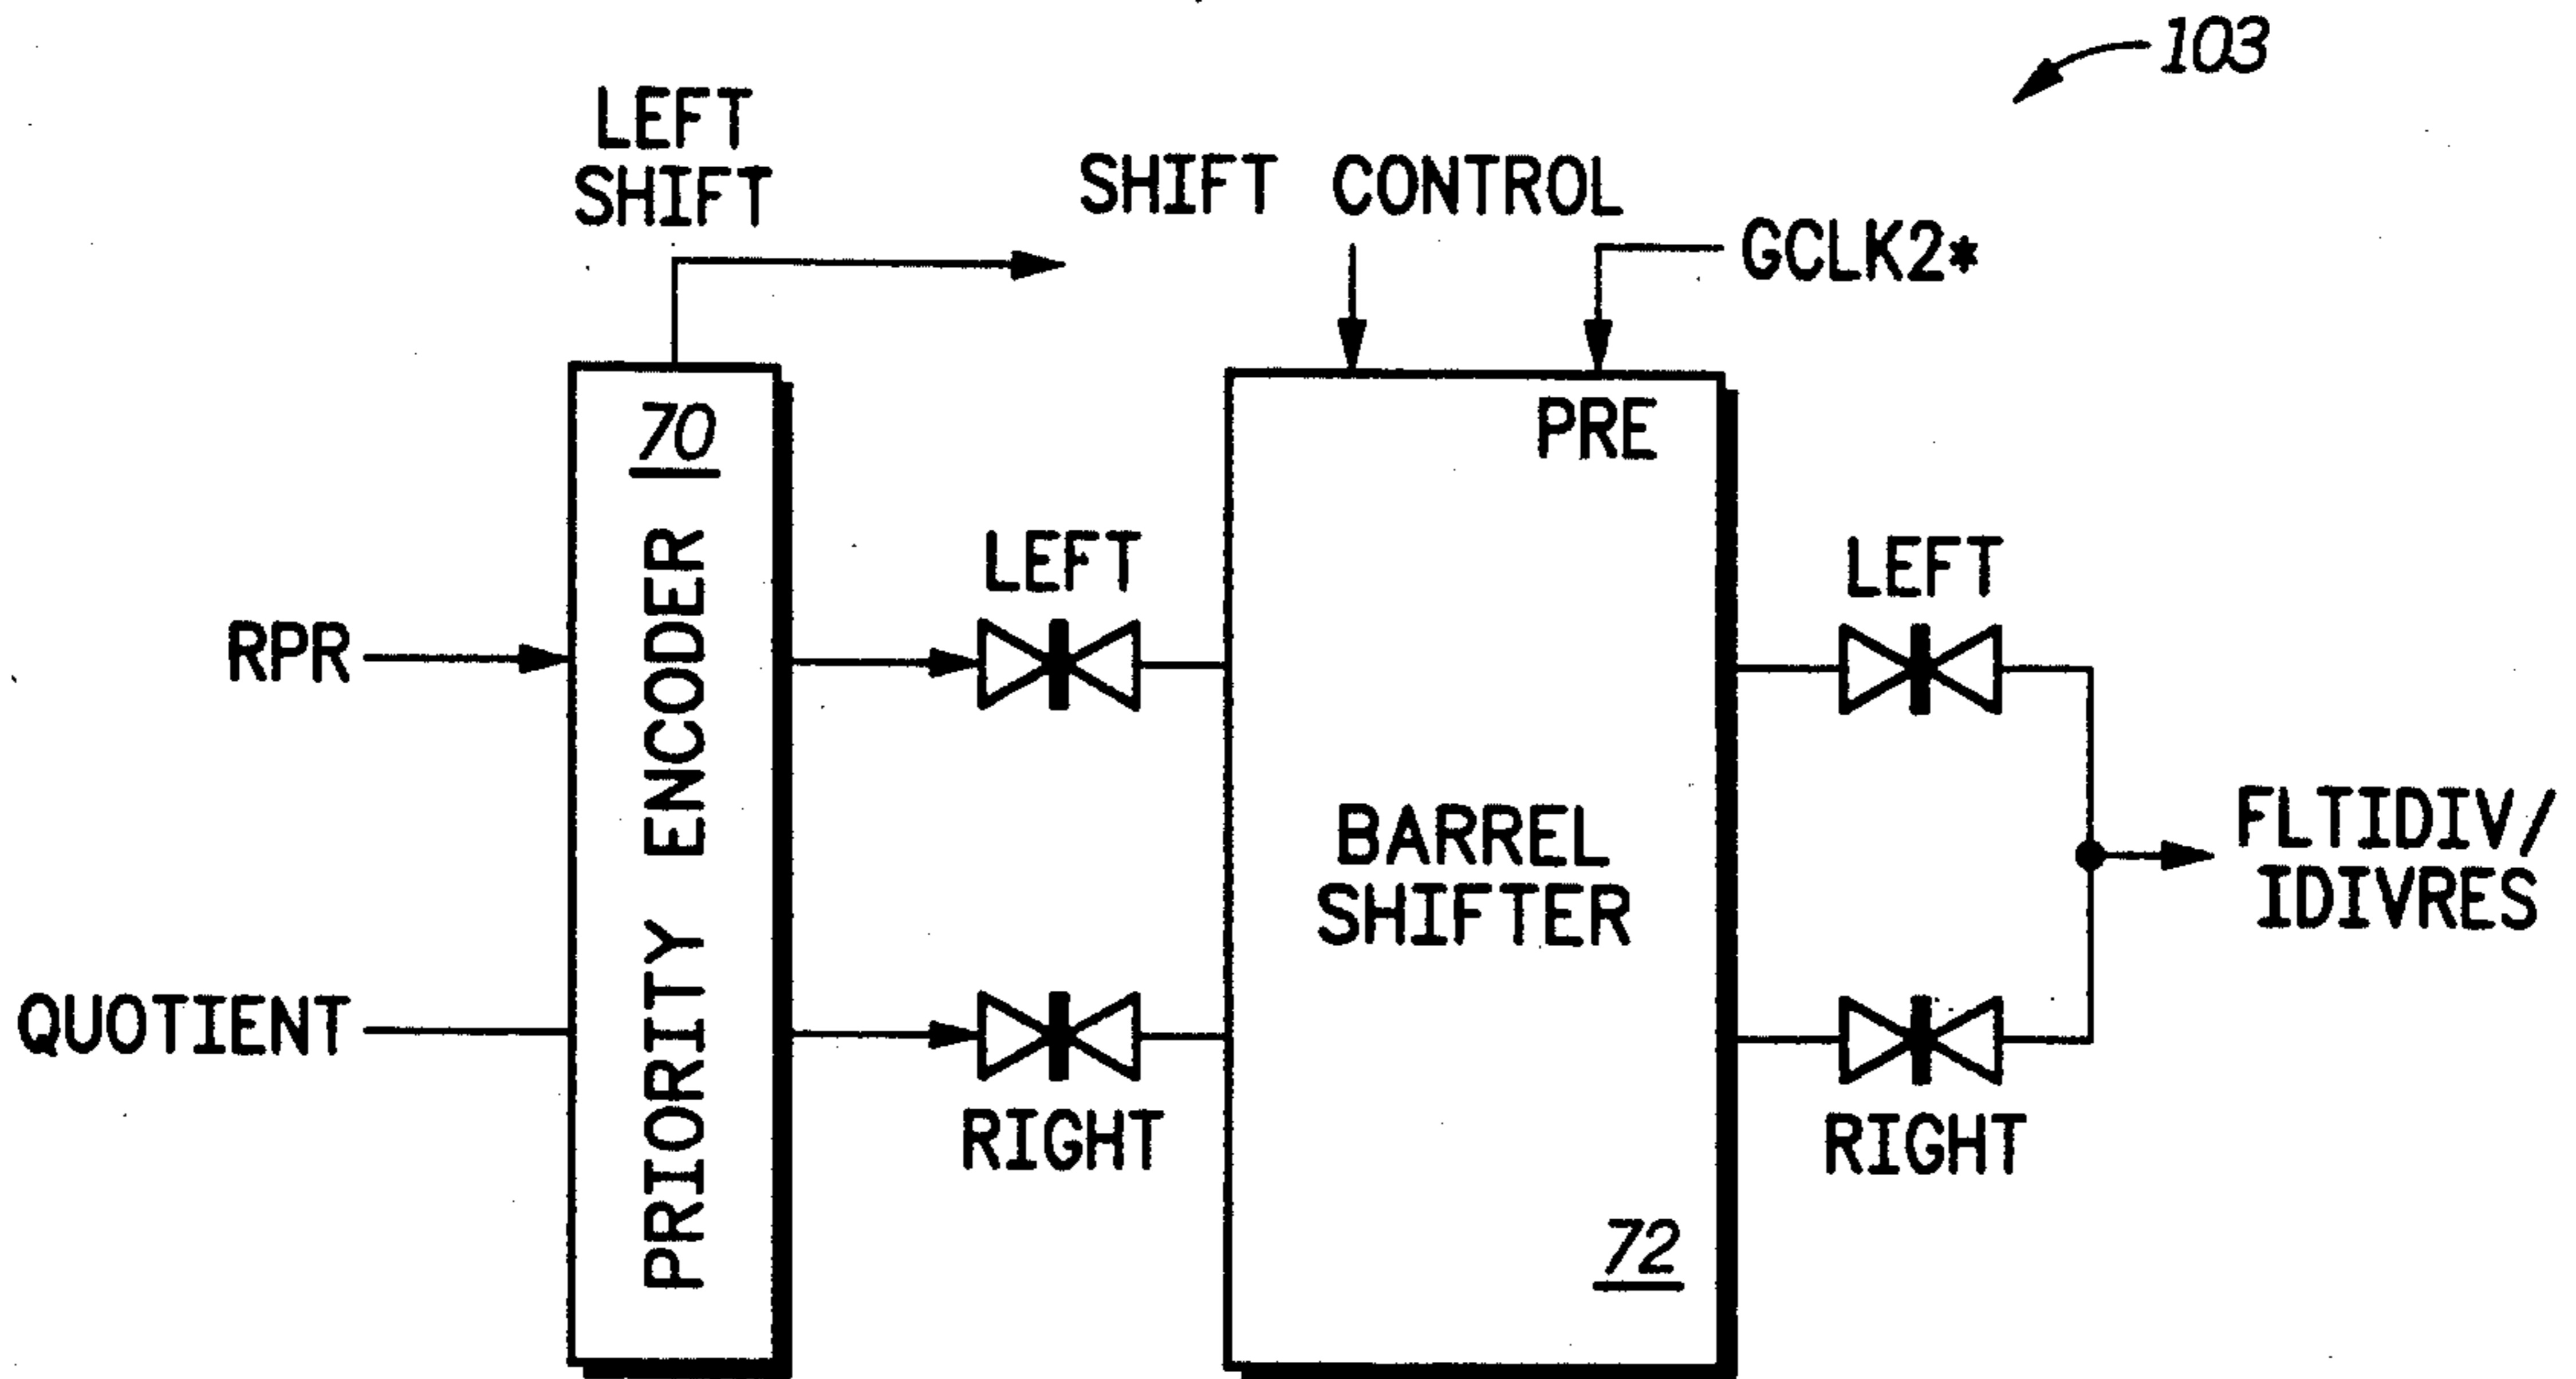 103
LEFT
SHIFT
SHIFT CONTROL
GCLK2*
70
PRIORITY ENCODER
PRE
LEFT
LEFT
RPR
BARREL
SHIFTER
FLTIDIV/
IDIVRES
QUOTIENT
RIGHT
RIGHT
72